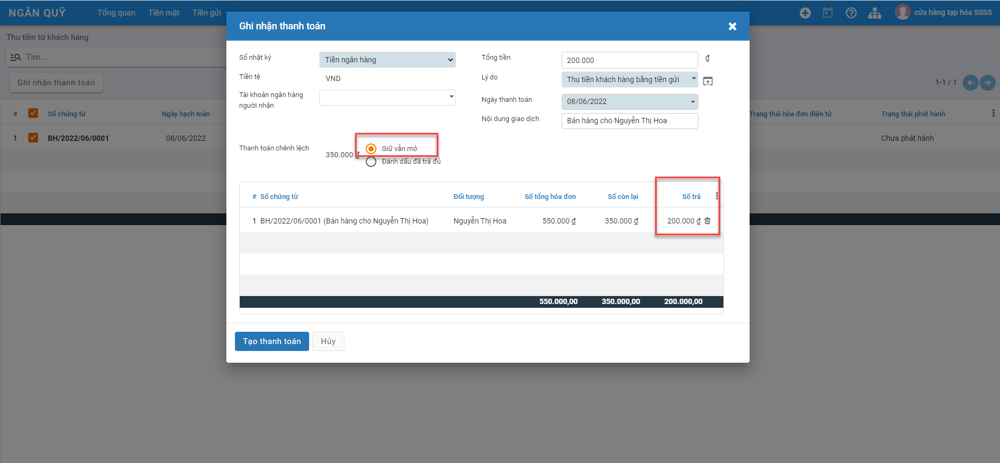 NGÂN QUỸ Tổng quan Tiền mặt Tiền gửi cửa hàng tạp hóa SSSS
Thu tiền từ khách hàng
Tìm...
Ghi nhận thanh toán 1-1 / 1
# Số chứng từ Ngày hạch toán Trạng thái hóa đơn điện tử Trạng thái phát hành
1 BH/2022/06/0001 08/06/2022 Chưa phát hành
Ghi nhận thanh toán
Sổ nhật ký Tiền ngân hàng Tổng tiền 200.000 ₫
Tiền tệ VND Lý do Thu tiền khách hàng bằng tiền gửi
Tài khoản ngân hàng
người nhận
Ngày thanh toán 08/06/2022
Nội dung giao dịch Bán hàng cho Nguyễn Thị Hoa
Thanh toán chênh lệch 350.000 ₫ Giữ vẫn mở
Đánh dấu đã trả đủ
# Số chứng từ Đối tượng Số tổng hóa đơn Số còn lại Số trả
1 BH/2022/06/0001 (Bán hàng cho Nguyễn Thị Hoa) Nguyễn Thị Hoa 550.000 ₫ 350.000 ₫ 200.000 ₫
550.000,00 350.000,00 200.000,00
Tạo thanh toán Hủy